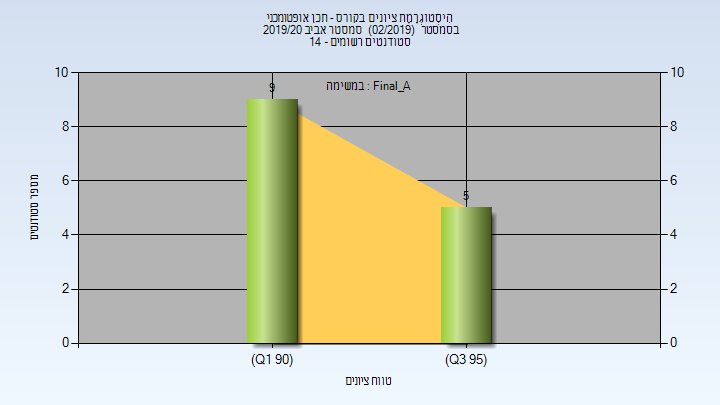 הִיסְטוֹגְרָמַת ציונים בקורס - תכן אופטומכני
בסמסטר (02/2019) סמסטר אביב 2019/20
סטודנטים רשומים - 14
במשימה : Final_A
10 10
9
8 8
6 6
5
4 4
2 2
0 0
מספר סטודנטים
(Q1 90) (Q3 95)
טווח ציונים